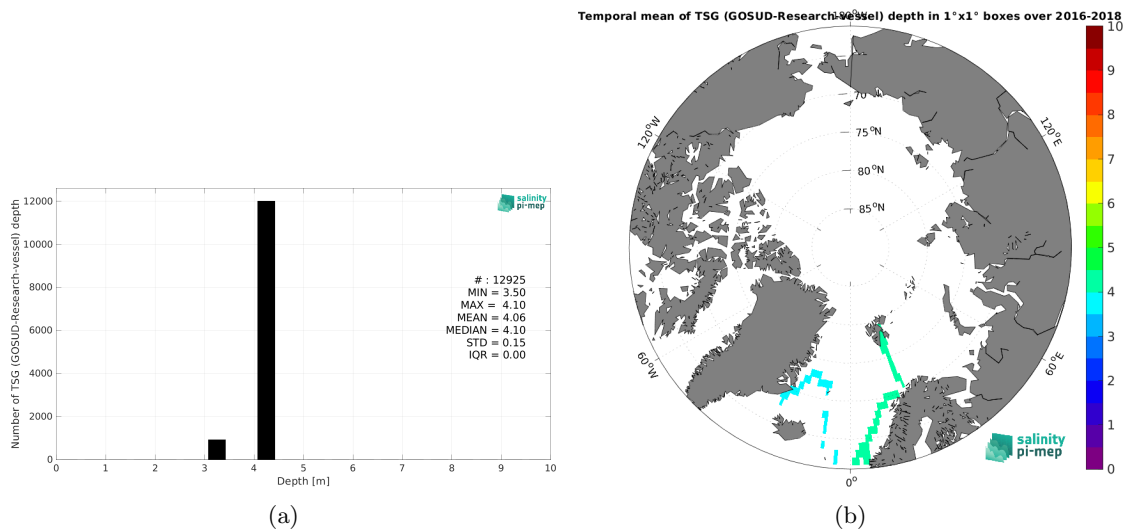 Number of TSG (GOSUD-Research-vessel) depth
12000
10000
8000
6000
4000
2000
0
0 1 2 3 4 5 6 7 8 9 10
Depth [m]
salinity
pi-mep
# : 12925
MIN = 3.50
MAX = 4.10
MEAN = 4.06
MEDIAN = 4.10
STD = 0.15
IQR = 0.00
(a)
Temporal mean of TSG (GOSUD-Research-vessel) depth in 1°x1° boxes over 2016-2018
180°W
120°W
120°E
60°W
60°E
0°
70
75°N
80°N
85°N
10
9
8
7
6
5
4
3
2
1
0
salinity
pi-mep
(b)